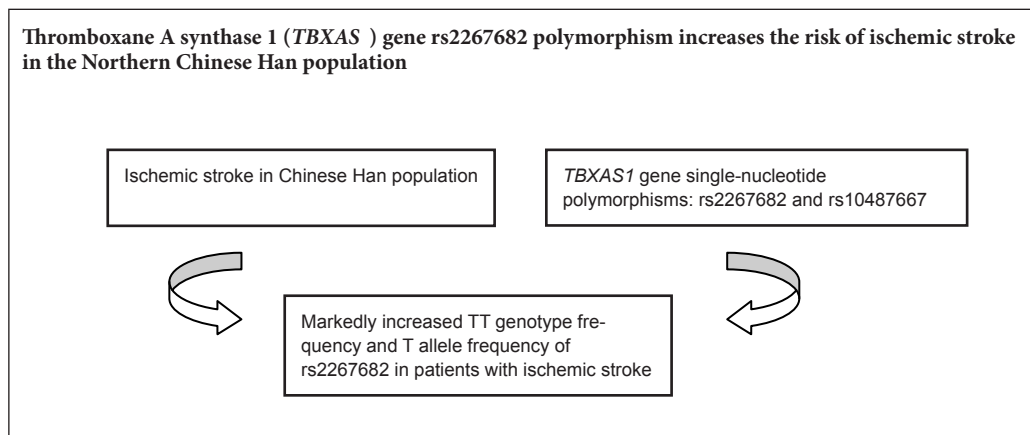 Thromboxane A synthase 1 (TBXAS ) gene rs2267682 polymorphism increases the risk of ischemic stroke
in the Northern Chinese Han population
Ischemic stroke in Chinese Han population
TBXAS1 gene single-nucleotide
polymorphisms: rs2267682 and rs10487667
Markedly increased TT genotype fre-
quency and T allele frequency of
rs2267682 in patients with ischemic stroke